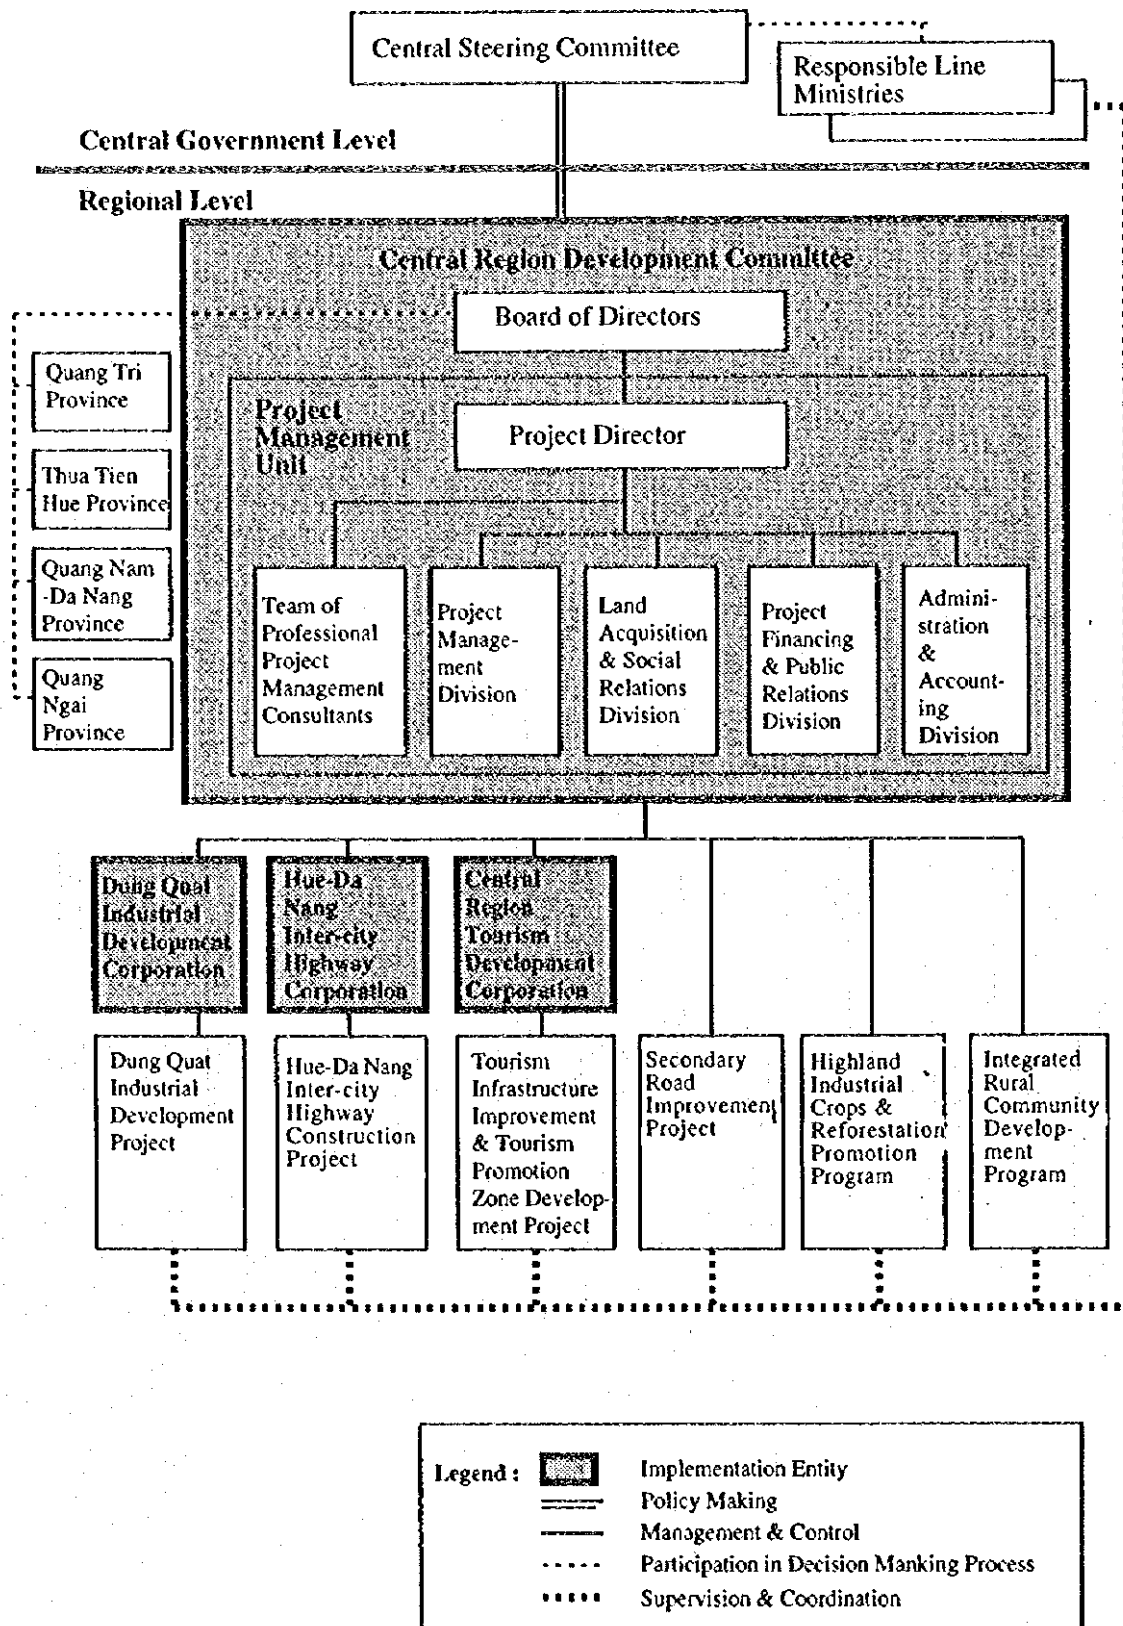 Central Steering Committee
Responsible Line
Ministries
Central Government Level
Regional Level
Central Region Development Committee
Board of Directors
Quang Tri
Province
Thua Tien
Hue Province
Quang Nam
-Da Nang
Province
Quang
Ngai
Province
Project
Management
Unit
Project Director
Team of
Professional
Project
Management
Consultants
Project
Manage-
ment
Division
Land
Acquisition
& Social
Relations
Division
Project
Financing
& Public
Relations
Division
Admini-
stration
&
Account-
ing
Division
Dung Quat
Industrial
Development
Corporation
Hue-Da
Nang
Inter-city
Highway
Corporation
Central
Region
Tourism
Development
Corporation
Dung Quat
Industrial
Development
Project
Hue-Da Nang
Inter-city
Highway
Construction
Project
Tourism
Infrastructure
Improvement
& Tourism
Promotion
Zone Develop-
ment Project
Secondary
Road
Improvement
Project
Highland
Industrial
Crops &
Reforestation
Promotion
Program
Integrated
Rural
Community
Develop-
ment
Program
Legend :
Implementation Entity
Policy Making
Management & Control
Participation in Decision Manking Process
Supervision & Coordination